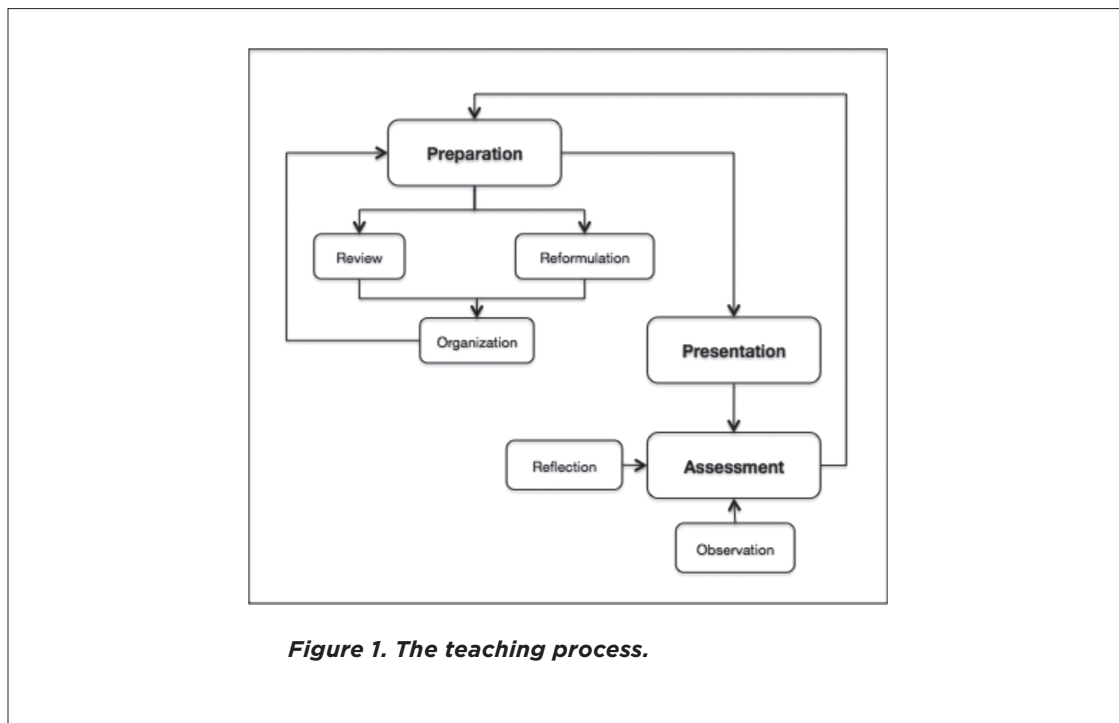 Preparation
Review
Reformulation
Organization
Presentation
Reflection
Assessment
Observation
Figure 1. The teaching process.